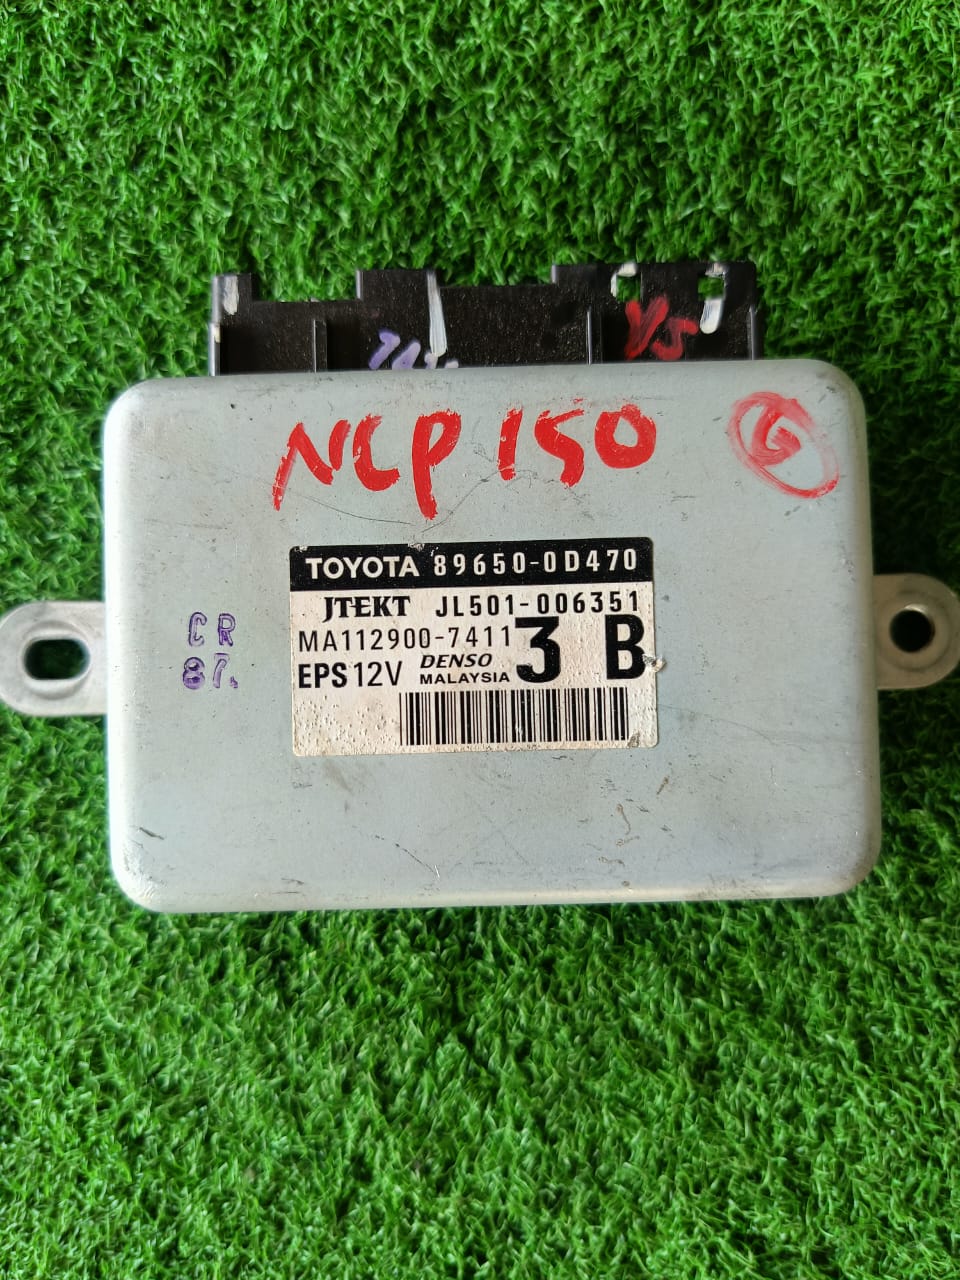 NCP 150
G
TOYOTA 89650-0D470
JTEKT JL501-006351
MA112900-7411 3 B
EPS 12V DENSO
MALAYSIA
CR
87.